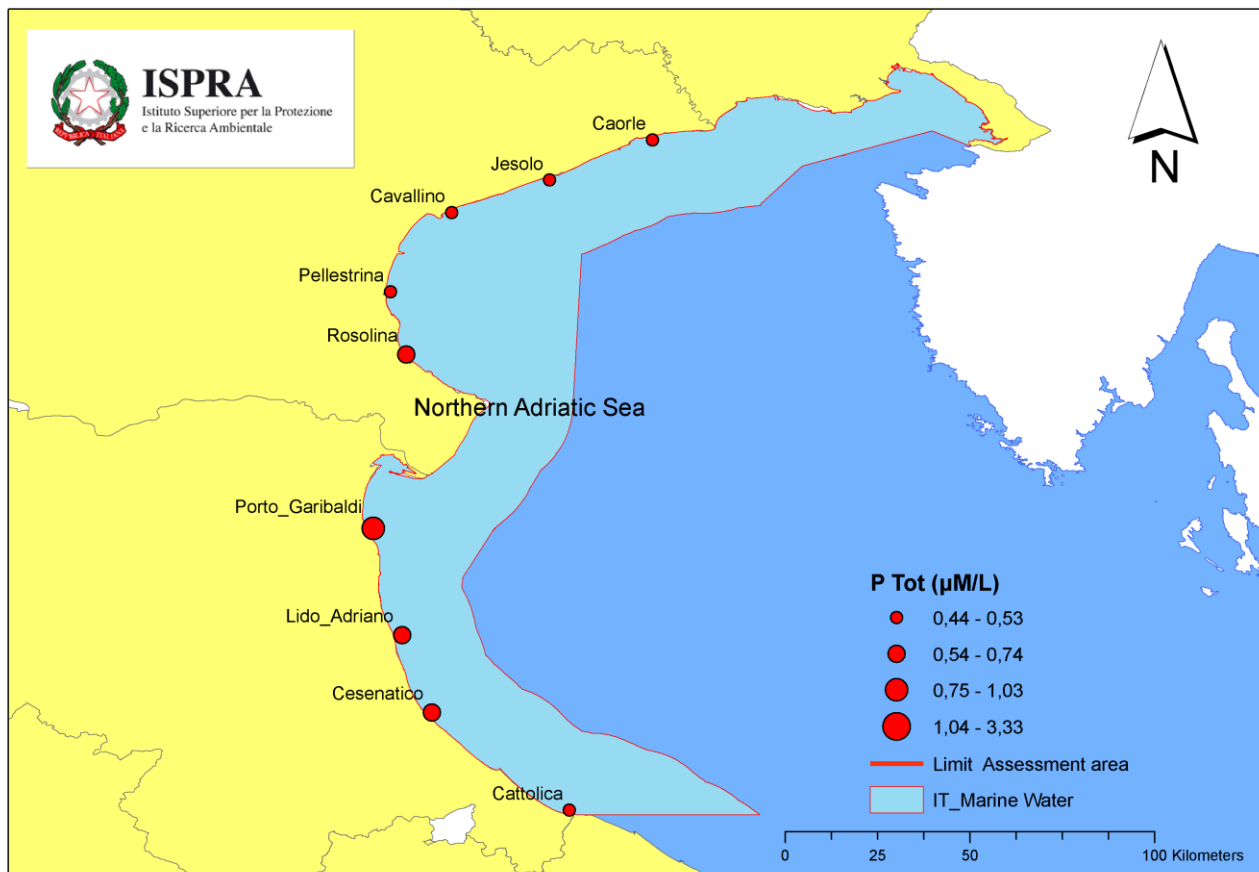 ISPRA
Istituto Superiore per la Protezione
e la Ricerca Ambientale
REPVBBLICA ITALIANA
N
Caorle
Jesolo
Cavallino
Pellestrina
Rosolina
Northern Adriatic Sea
Porto_Garibaldi
Lido_Adriano
Cesenatico
Cattolica
P Tot (µM/L)
0,44 - 0,53
0,54 - 0,74
0,75 - 1,03
1,04 - 3,33
Limit Assessment area
IT_Marine Water
0 25 50 100 Kilometers